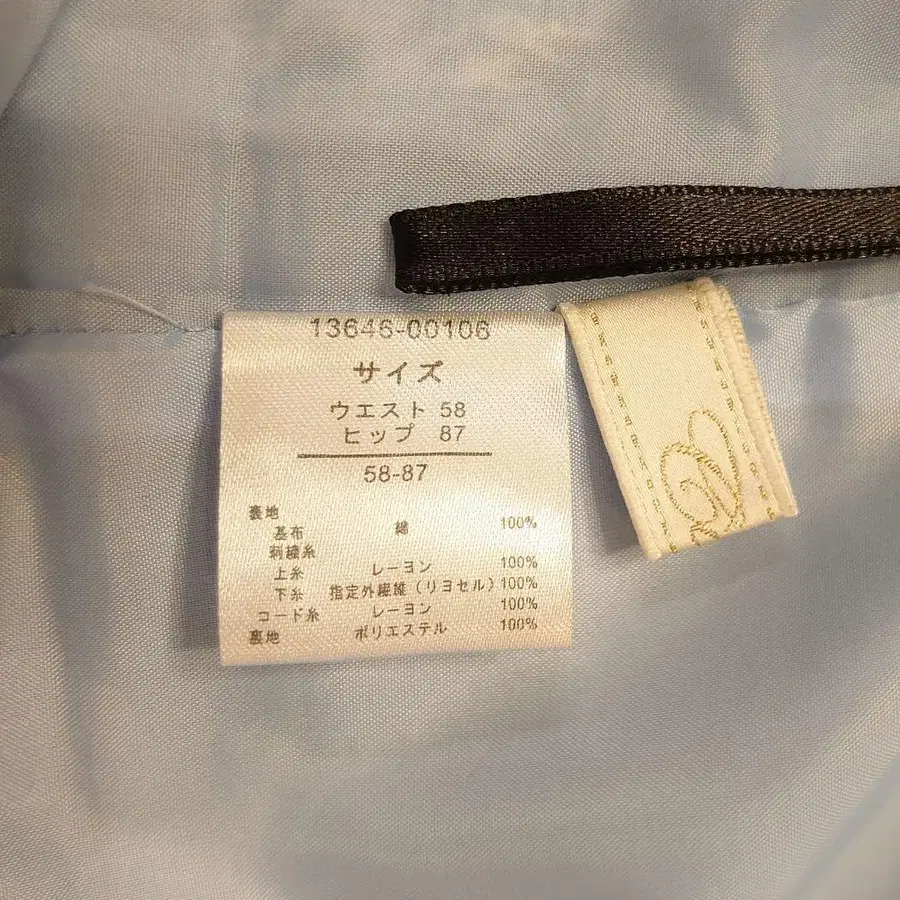 13646-00106
サイズ
ウエスト 58
ヒップ 87
58-87
表地
基布 綿 100%
刺繍糸
上糸 レーヨン 100%
下糸 指定外繊維（リヨセル）100%
コード糸 レーヨン 100%
裏地 ポリエステル 100%